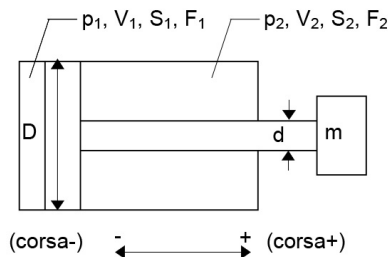 p₁, V₁, S₁, F₁ p₂, V₂, S₂, F₂
D d m
(corsa-) - + (corsa+)